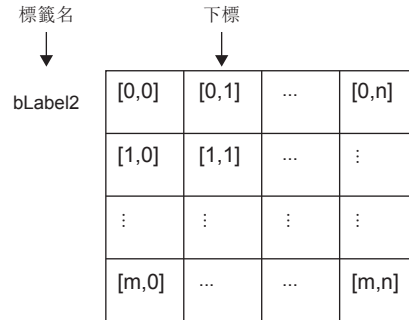 標籤名 下標
bLabel2 [0,0] [0,1] ... [0,n]
[1,0] [1,1] ... ⋮
⋮ ⋮ ⋮ ⋮
[m,0] ... ... [m,n]